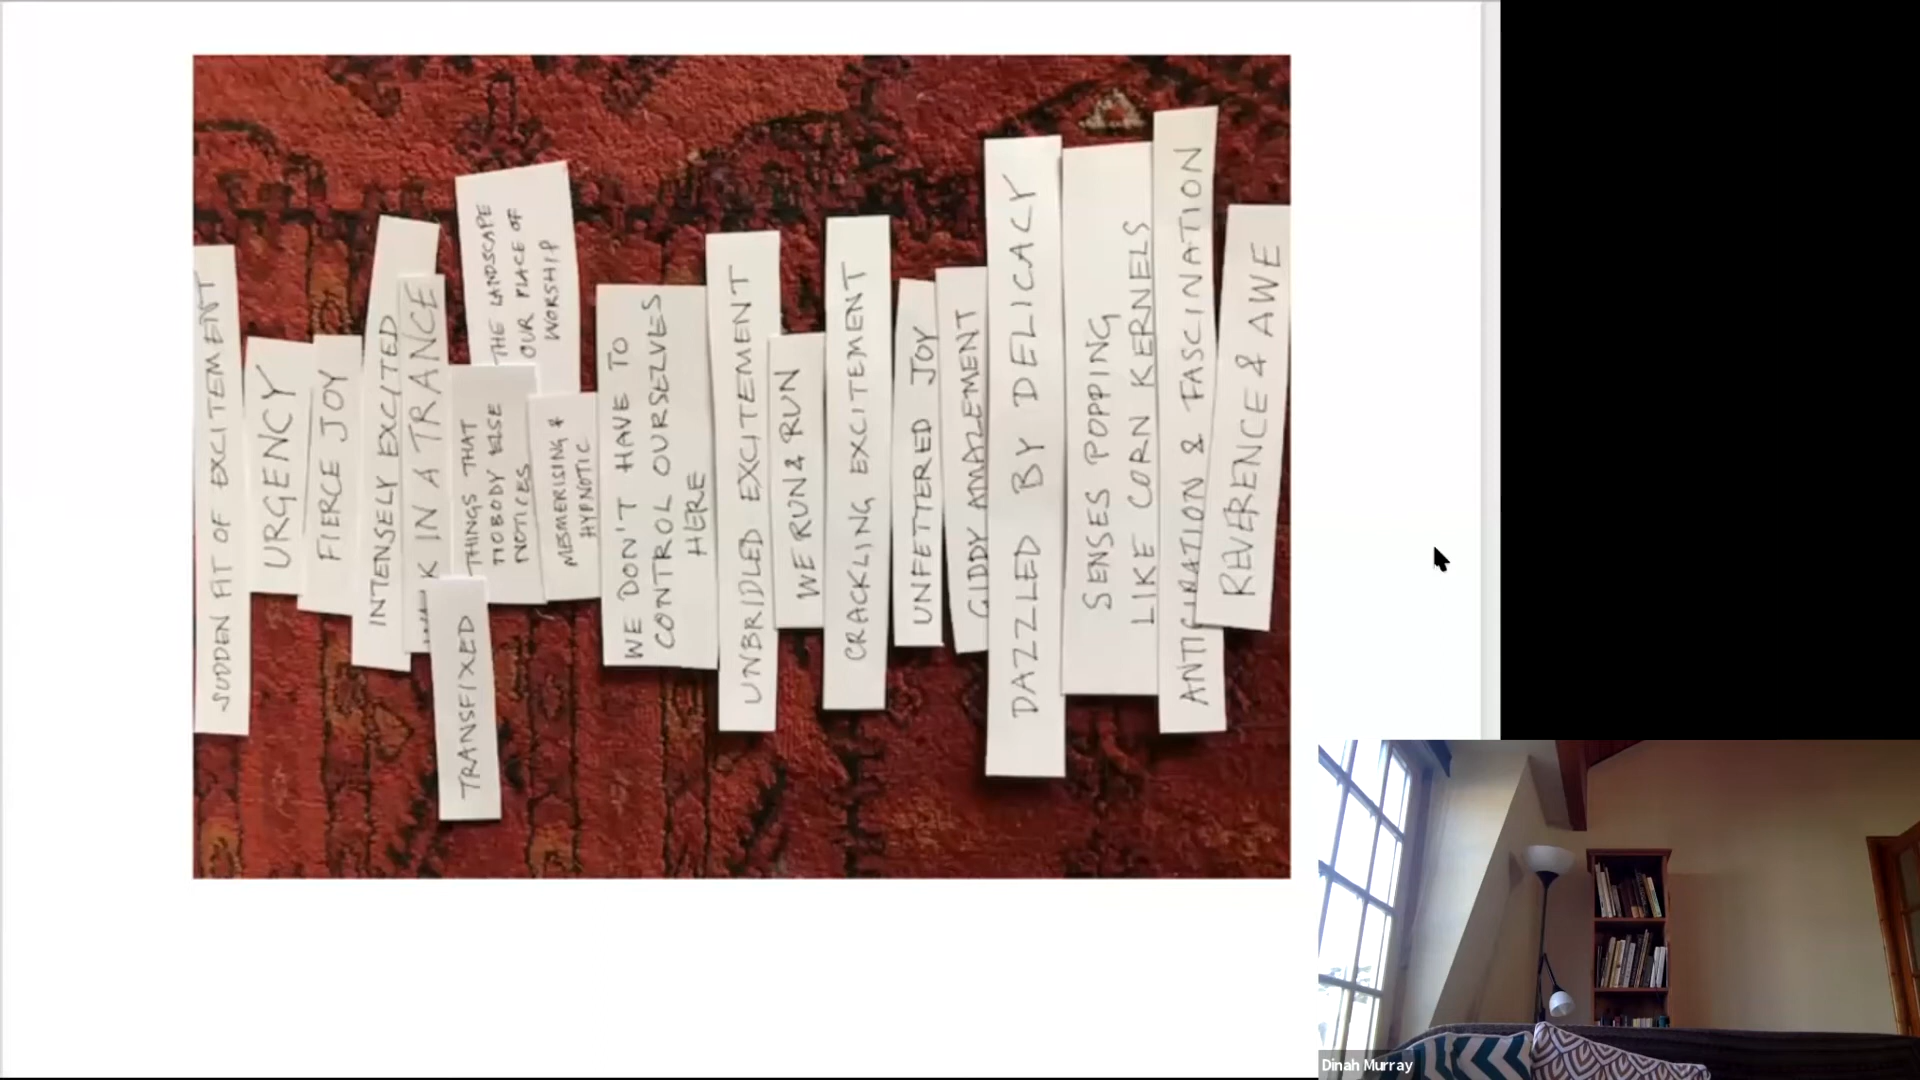 SUDDEN FIT OF EXCITEMENT
URGENCY
FIERCE JOY
INTENSELY EXCITED
IN A TRANCE
TRANSFIXED
THE LANDSCAPE
OUR PLACE OF
WORSHIP
THINGS THAT
NOBODY ELSE
NOTICES
MESMERISING &
HYPNOTIC
WE DON'T HAVE TO
CONTROL OURSELVES
HERE
UNBRIDLED EXCITEMENT
WE RUN & RUN
CRACKLING EXCITEMENT
UNFETTERED JOY
GIDDY AMAZEMENT
DAZZLED BY DELICACY
SENSES POPPING
LIKE CORN KERNELS
ANTICIPATION & FASCINATION
REVERENCE & AWE
Dinah Murray